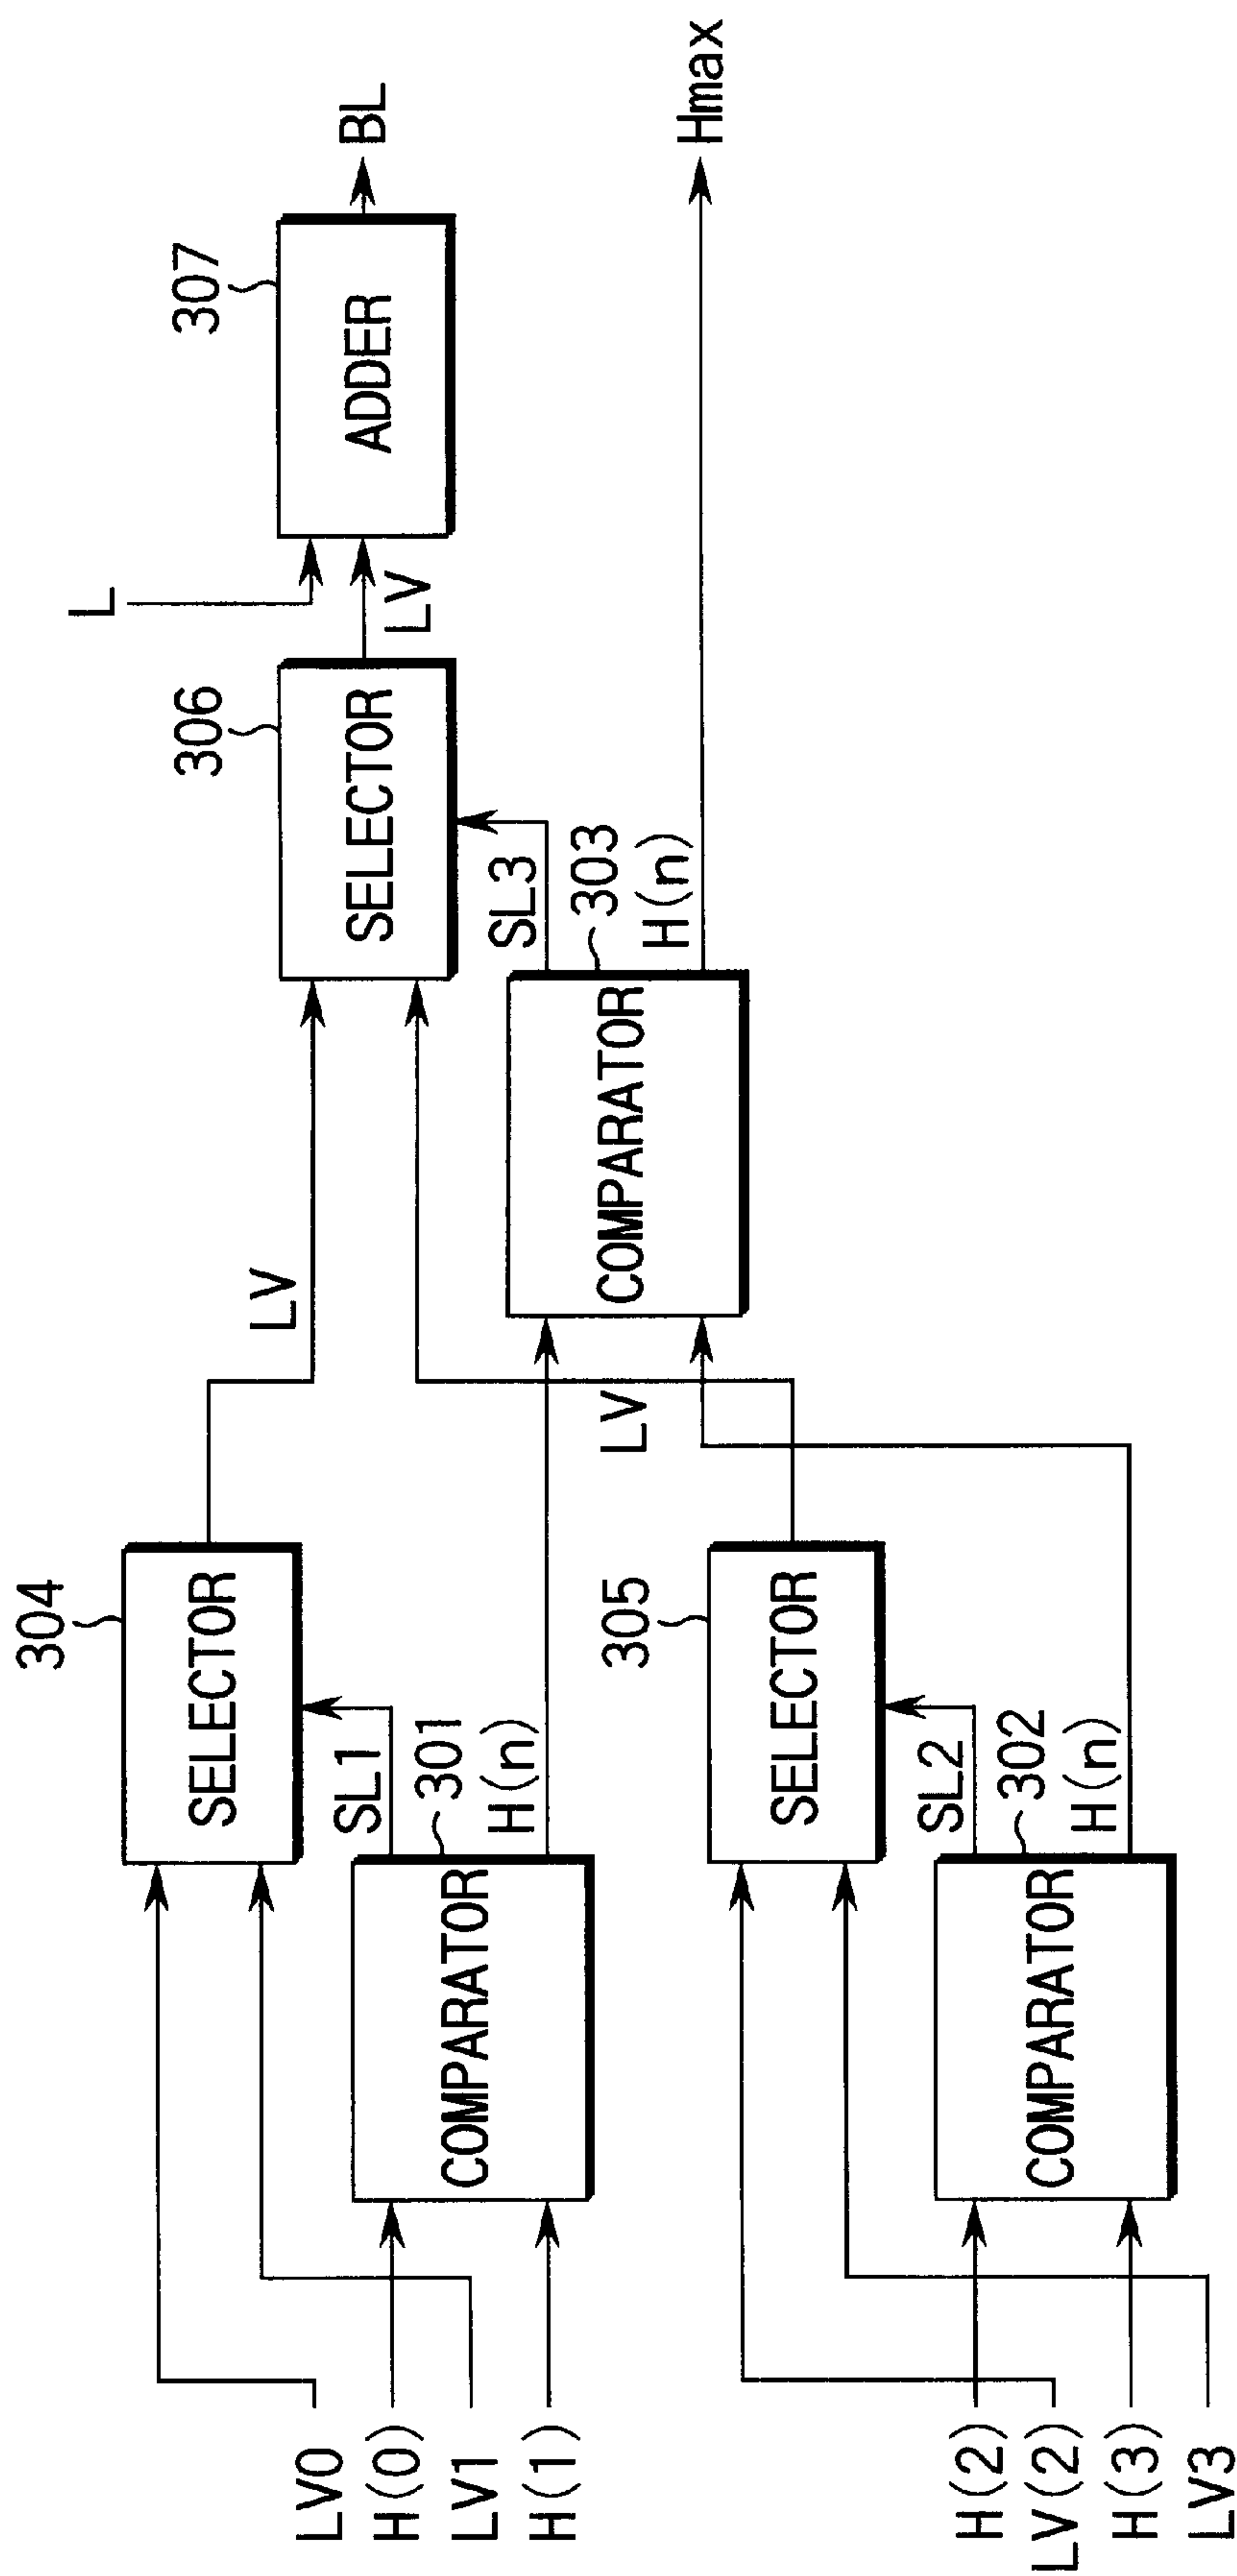 LV0
H(0)
LV1
H(1)
304
SELECTOR
SL1
301
COMPARATOR
H(n)
H(2)
LV(2)
H(3)
LV3
305
SELECTOR
SL2
302
COMPARATOR
H(n)
LV
LV
306
SELECTOR
SL3
303
COMPARATOR
H(n)
L
LV
307
ADDER
BL
Hmax